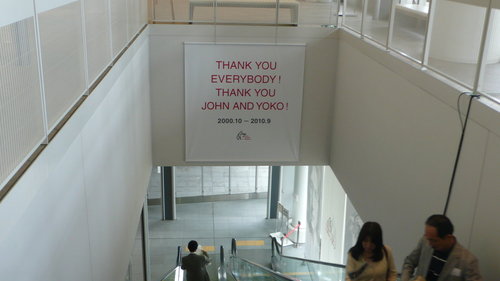 THANK YOU
EVERYBODY!
THANK YOU
JOHN AND YOKO!
2000.10 – 2010.9